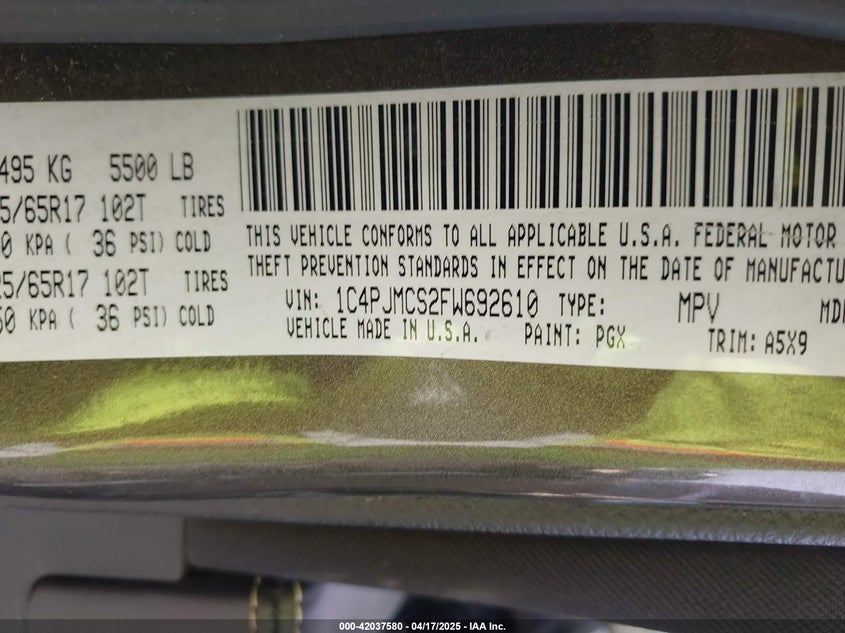 495 KG 5500 LB
5/65R17 102T TIRES
0 KPA ( 36 PSI) COLD
25/65R17 102T TIRES
50 KPA ( 36 PSI) COLD
THIS VEHICLE CONFORMS TO ALL APPLICABLE U.S.A. FEDERAL MOTOR
THEFT PREVENTION STANDARDS IN EFFECT ON THE DATE OF MANUFACTU
VIN: 1C4PJMCS2FW692610 TYPE: MPV MD
VEHICLE MADE IN U.S.A. PAINT: PGX TRIM: A5X9
000-42037580 - 04/17/2025 - IAA Inc.